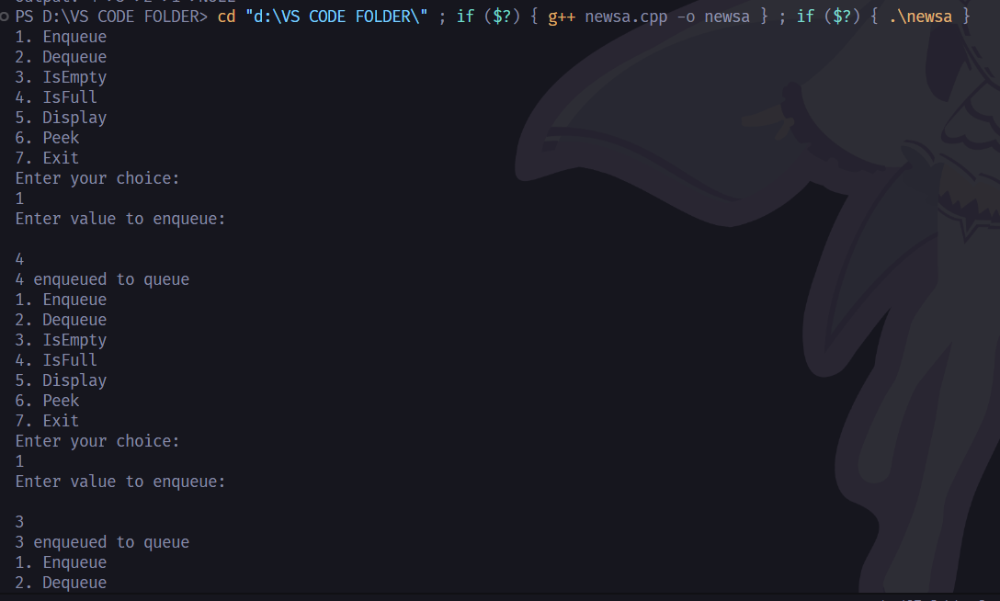 PS D:\VS CODE FOLDER> cd "d:\VS CODE FOLDER\" ; if ($?) { g++ newsa.cpp -o newsa } ; if ($?) { .\newsa }
1. Enqueue
2. Dequeue
3. IsEmpty
4. IsFull
5. Display
6. Peek
7. Exit
Enter your choice:
1
Enter value to enqueue:
4
4 enqueued to queue
1. Enqueue
2. Dequeue
3. IsEmpty
4. IsFull
5. Display
6. Peek
7. Exit
Enter your choice:
1
Enter value to enqueue:
3
3 enqueued to queue
1. Enqueue
2. Dequeue